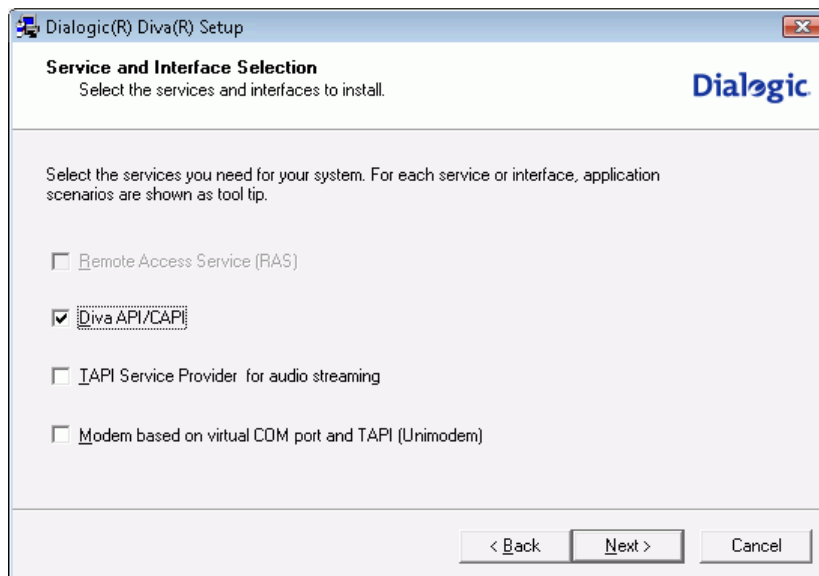 Dialogic(R) Diva(R) Setup
Service and Interface Selection
Select the services and interfaces to install.
Dialogic.
Select the services you need for your system. For each service or interface, application
scenarios are shown as tool tip.
Remote Access Service (RAS)
Diva API/CAPI
TAPI Service Provider for audio streaming
Modem based on virtual COM port and TAPI (Unimodem)
< Back
Next >
Cancel